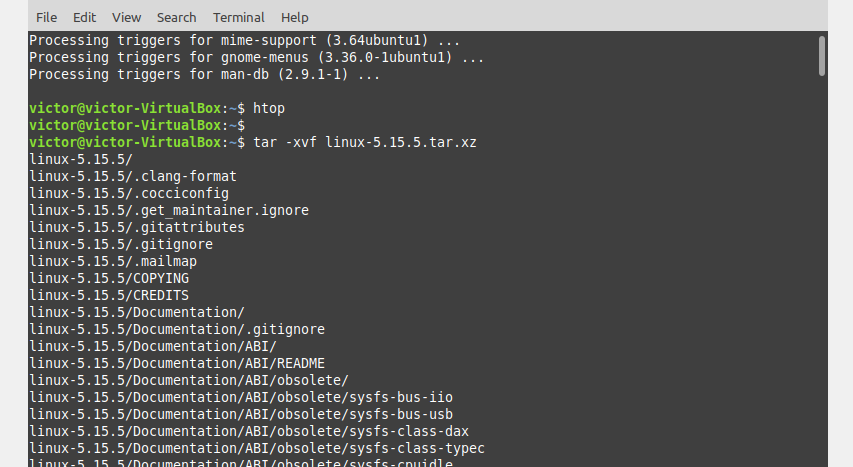 File Edit View Search Terminal Help
Processing triggers for mime-support (3.64ubuntu1) ...
Processing triggers for gnome-menus (3.36.0-1ubuntu1) ...
Processing triggers for man-db (2.9.1-1) ...
victor@victor-VirtualBox:~$ htop
victor@victor-VirtualBox:~$
victor@victor-VirtualBox:~$ tar -xvf linux-5.15.5.tar.xz
linux-5.15.5/
linux-5.15.5/.clang-format
linux-5.15.5/.cocciconfig
linux-5.15.5/.get_maintainer.ignore
linux-5.15.5/.gitattributes
linux-5.15.5/.gitignore
linux-5.15.5/.mailmap
linux-5.15.5/COPYING
linux-5.15.5/CREDITS
linux-5.15.5/Documentation/
linux-5.15.5/Documentation/.gitignore
linux-5.15.5/Documentation/ABI/
linux-5.15.5/Documentation/ABI/README
linux-5.15.5/Documentation/ABI/obsolete/
linux-5.15.5/Documentation/ABI/obsolete/sysfs-bus-iio
linux-5.15.5/Documentation/ABI/obsolete/sysfs-bus-usb
linux-5.15.5/Documentation/ABI/obsolete/sysfs-class-dax
linux-5.15.5/Documentation/ABI/obsolete/sysfs-class-typec
linux-5.15.5/Documentation/ABI/obsolete/sysfs-cpuidle